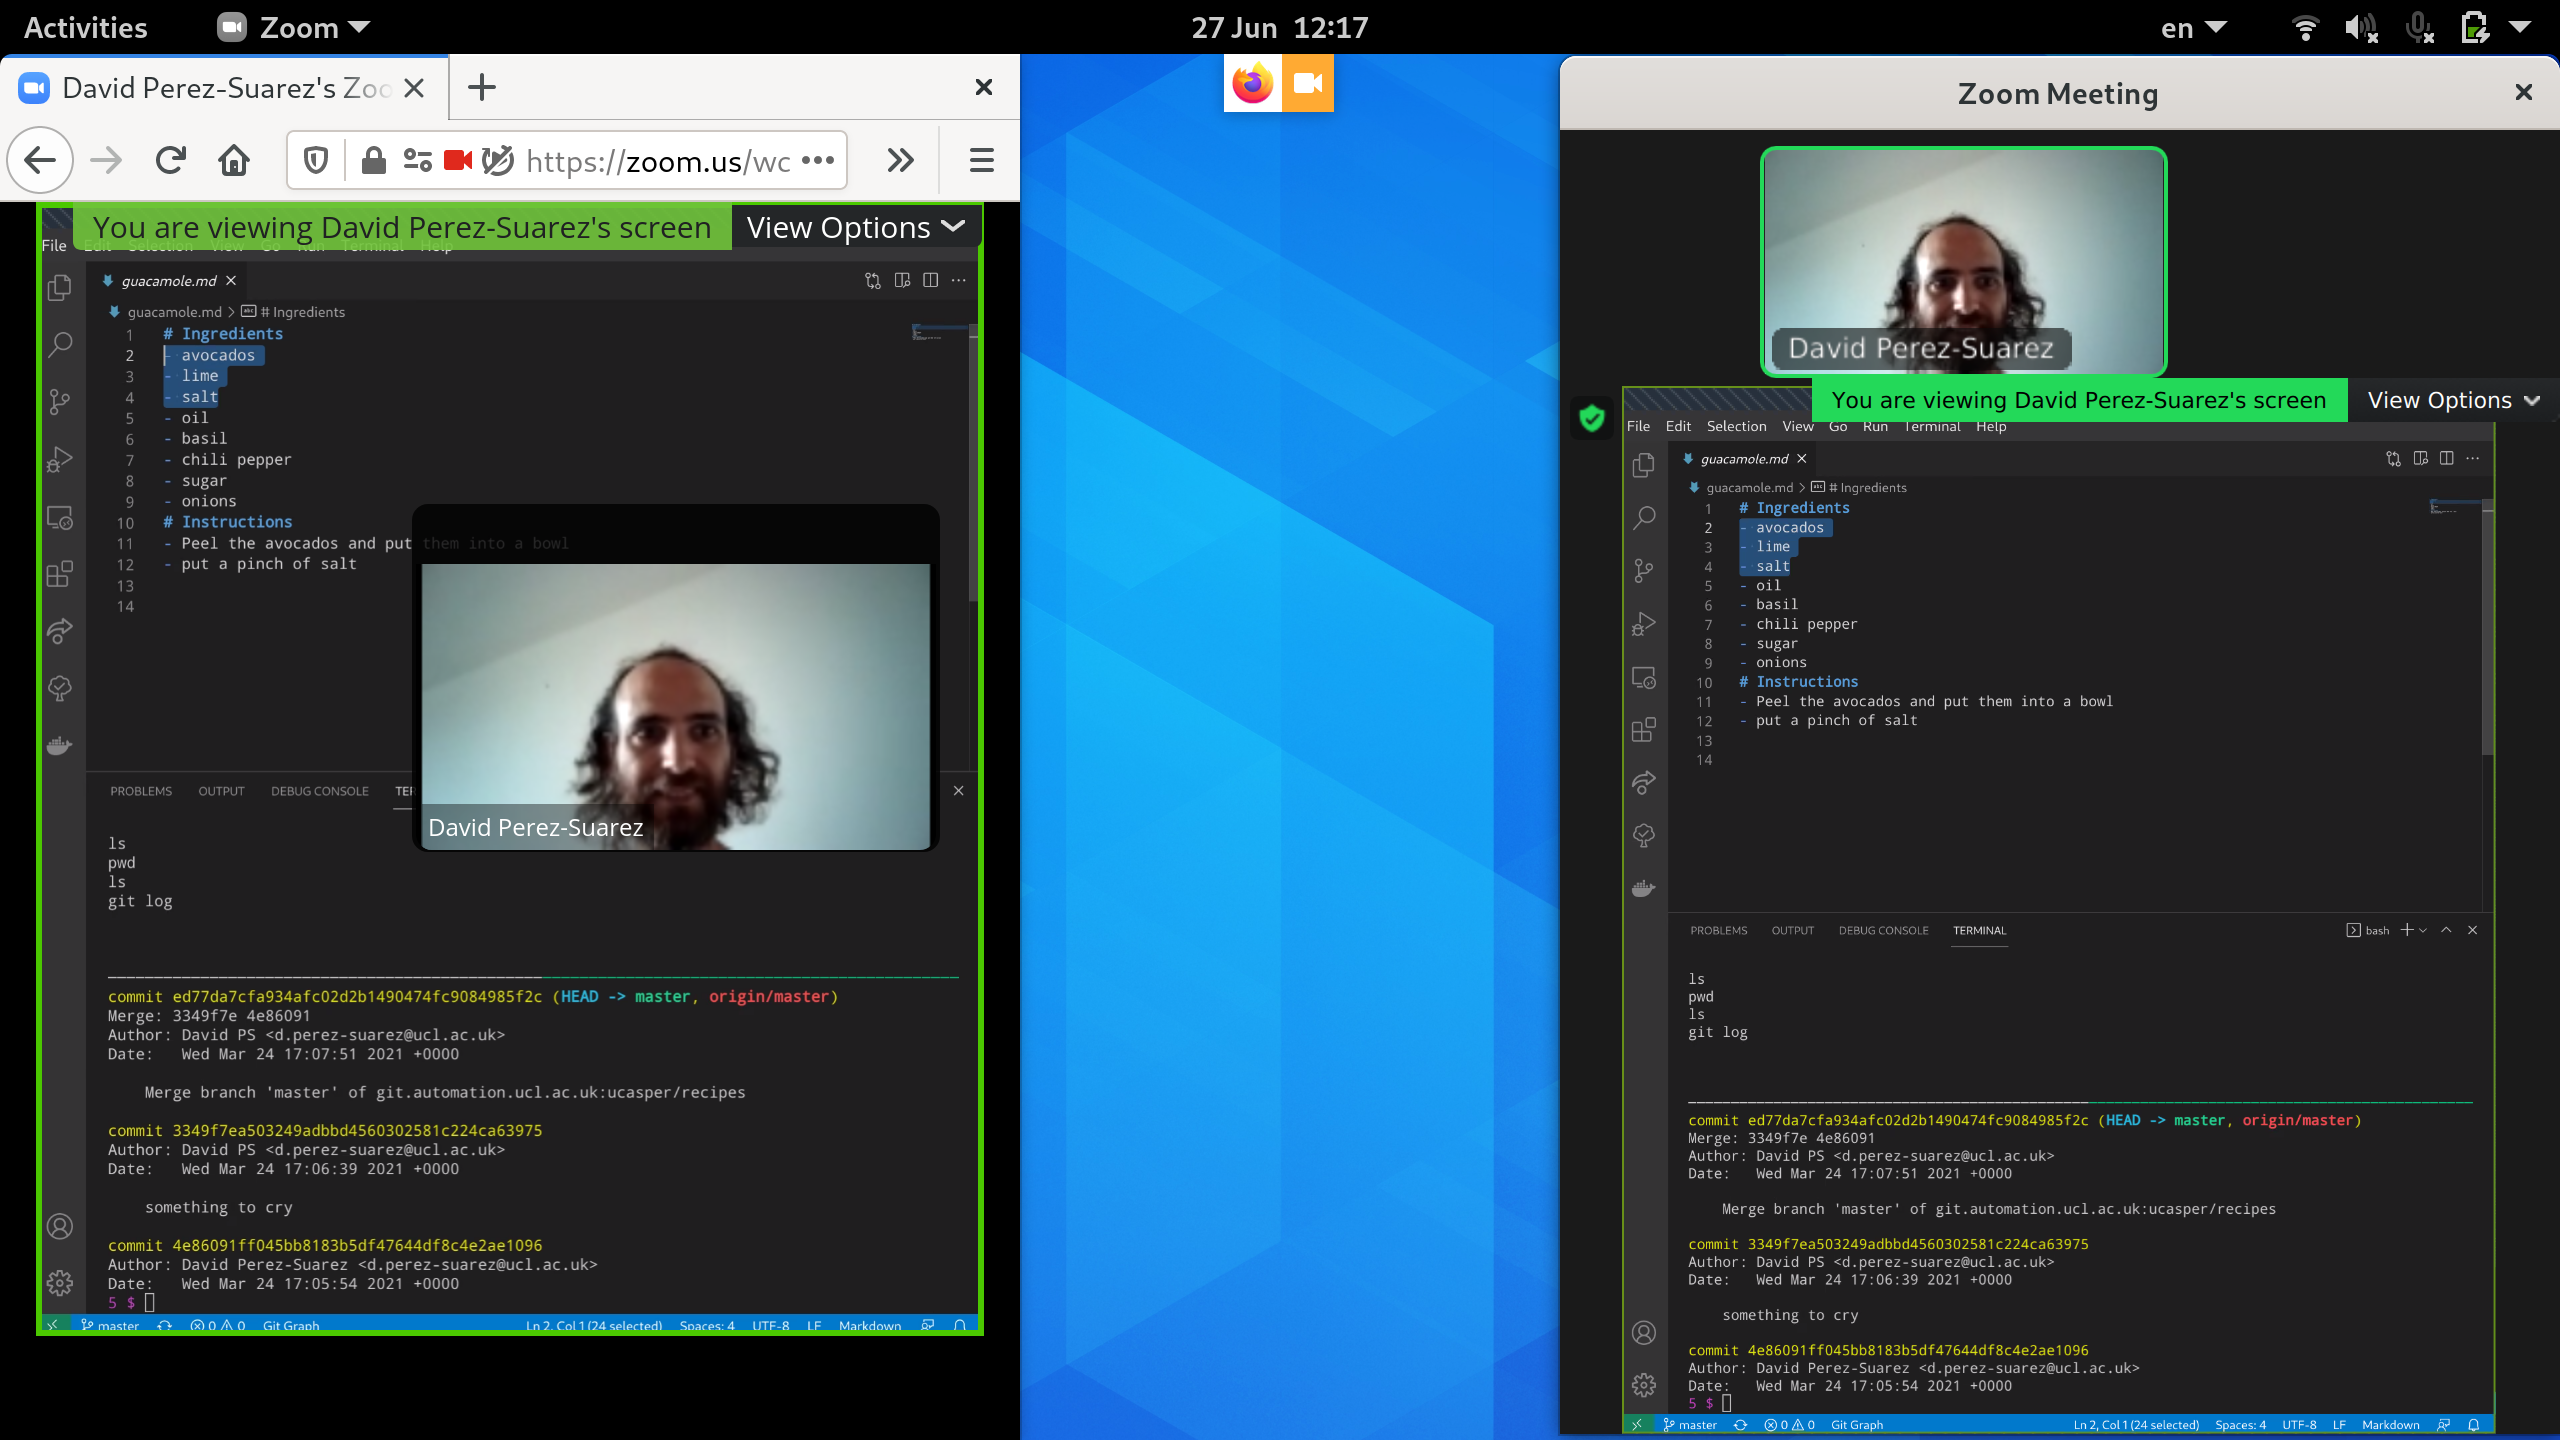 Activities
Zoom
27 Jun 12:17
en
David Perez-Suarez's Zoo
https://zoom.us/wc
You are viewing David Perez-Suarez's screen
View Options
File Edit Selection View Go Run Terminal Help
guacamole.md
guacamole.md > # Ingredients
1 # Ingredients
2 - avocados
3 - lime
4 - salt
5 - oil
6 - basil
7 - chili pepper
8 - sugar
9 - onions
10 # Instructions
11 - Peel the avocados and put them into a bowl
12 - put a pinch of salt
13
14
David Perez-Suarez
PROBLEMS OUTPUT DEBUG CONSOLE TER
ls
pwd
ls
git log
commit ed77da7cfa934afc02d2b1490474fc9084985f2c (HEAD -> master, origin/master)
Merge: 3349f7e 4e86091
Author: David PS <d.perez-suarez@ucl.ac.uk>
Date: Wed Mar 24 17:07:51 2021 +0000
Merge branch 'master' of git.automation.ucl.ac.uk:ucasper/recipes
commit 3349f7ea503249adbbd4560302581c224ca63975
Author: David PS <d.perez-suarez@ucl.ac.uk>
Date: Wed Mar 24 17:06:39 2021 +0000
something to cry
commit 4e86091ff045bb8183b5df47644df8c4e2ae1096
Author: David Perez-Suarez <d.perez-suarez@ucl.ac.uk>
Date: Wed Mar 24 17:05:54 2021 +0000
5 $
master 0 0 Git Graph Ln 2, Col 1 (24 selected) Spaces: 4 UTF-8 LF Markdown
Zoom Meeting
David Perez-Suarez
You are viewing David Perez-Suarez's screen
View Options
File Edit Selection View Go Run Terminal Help
guacamole.md
guacamole.md > # Ingredients
1 # Ingredients
2 - avocados
3 - lime
4 - salt
5 - oil
6 - basil
7 - chili pepper
8 - sugar
9 - onions
10 # Instructions
11 - Peel the avocados and put them into a bowl
12 - put a pinch of salt
13
14
PROBLEMS OUTPUT DEBUG CONSOLE TERMINAL bash
ls
pwd
ls
git log
commit ed77da7cfa934afc02d2b1490474fc9084985f2c (HEAD -> master, origin/master)
Merge: 3349f7e 4e86091
Author: David PS <d.perez-suarez@ucl.ac.uk>
Date: Wed Mar 24 17:07:51 2021 +0000
Merge branch 'master' of git.automation.ucl.ac.uk:ucasper/recipes
commit 3349f7ea503249adbbd4560302581c224ca63975
Author: David PS <d.perez-suarez@ucl.ac.uk>
Date: Wed Mar 24 17:06:39 2021 +0000
something to cry
commit 4e86091ff045bb8183b5df47644df8c4e2ae1096
Author: David Perez-Suarez <d.perez-suarez@ucl.ac.uk>
Date: Wed Mar 24 17:05:54 2021 +0000
5 $
master 0 0 Git Graph Ln 2, Col 1 (24 selected) Spaces: 4 UTF-8 LF Markdown